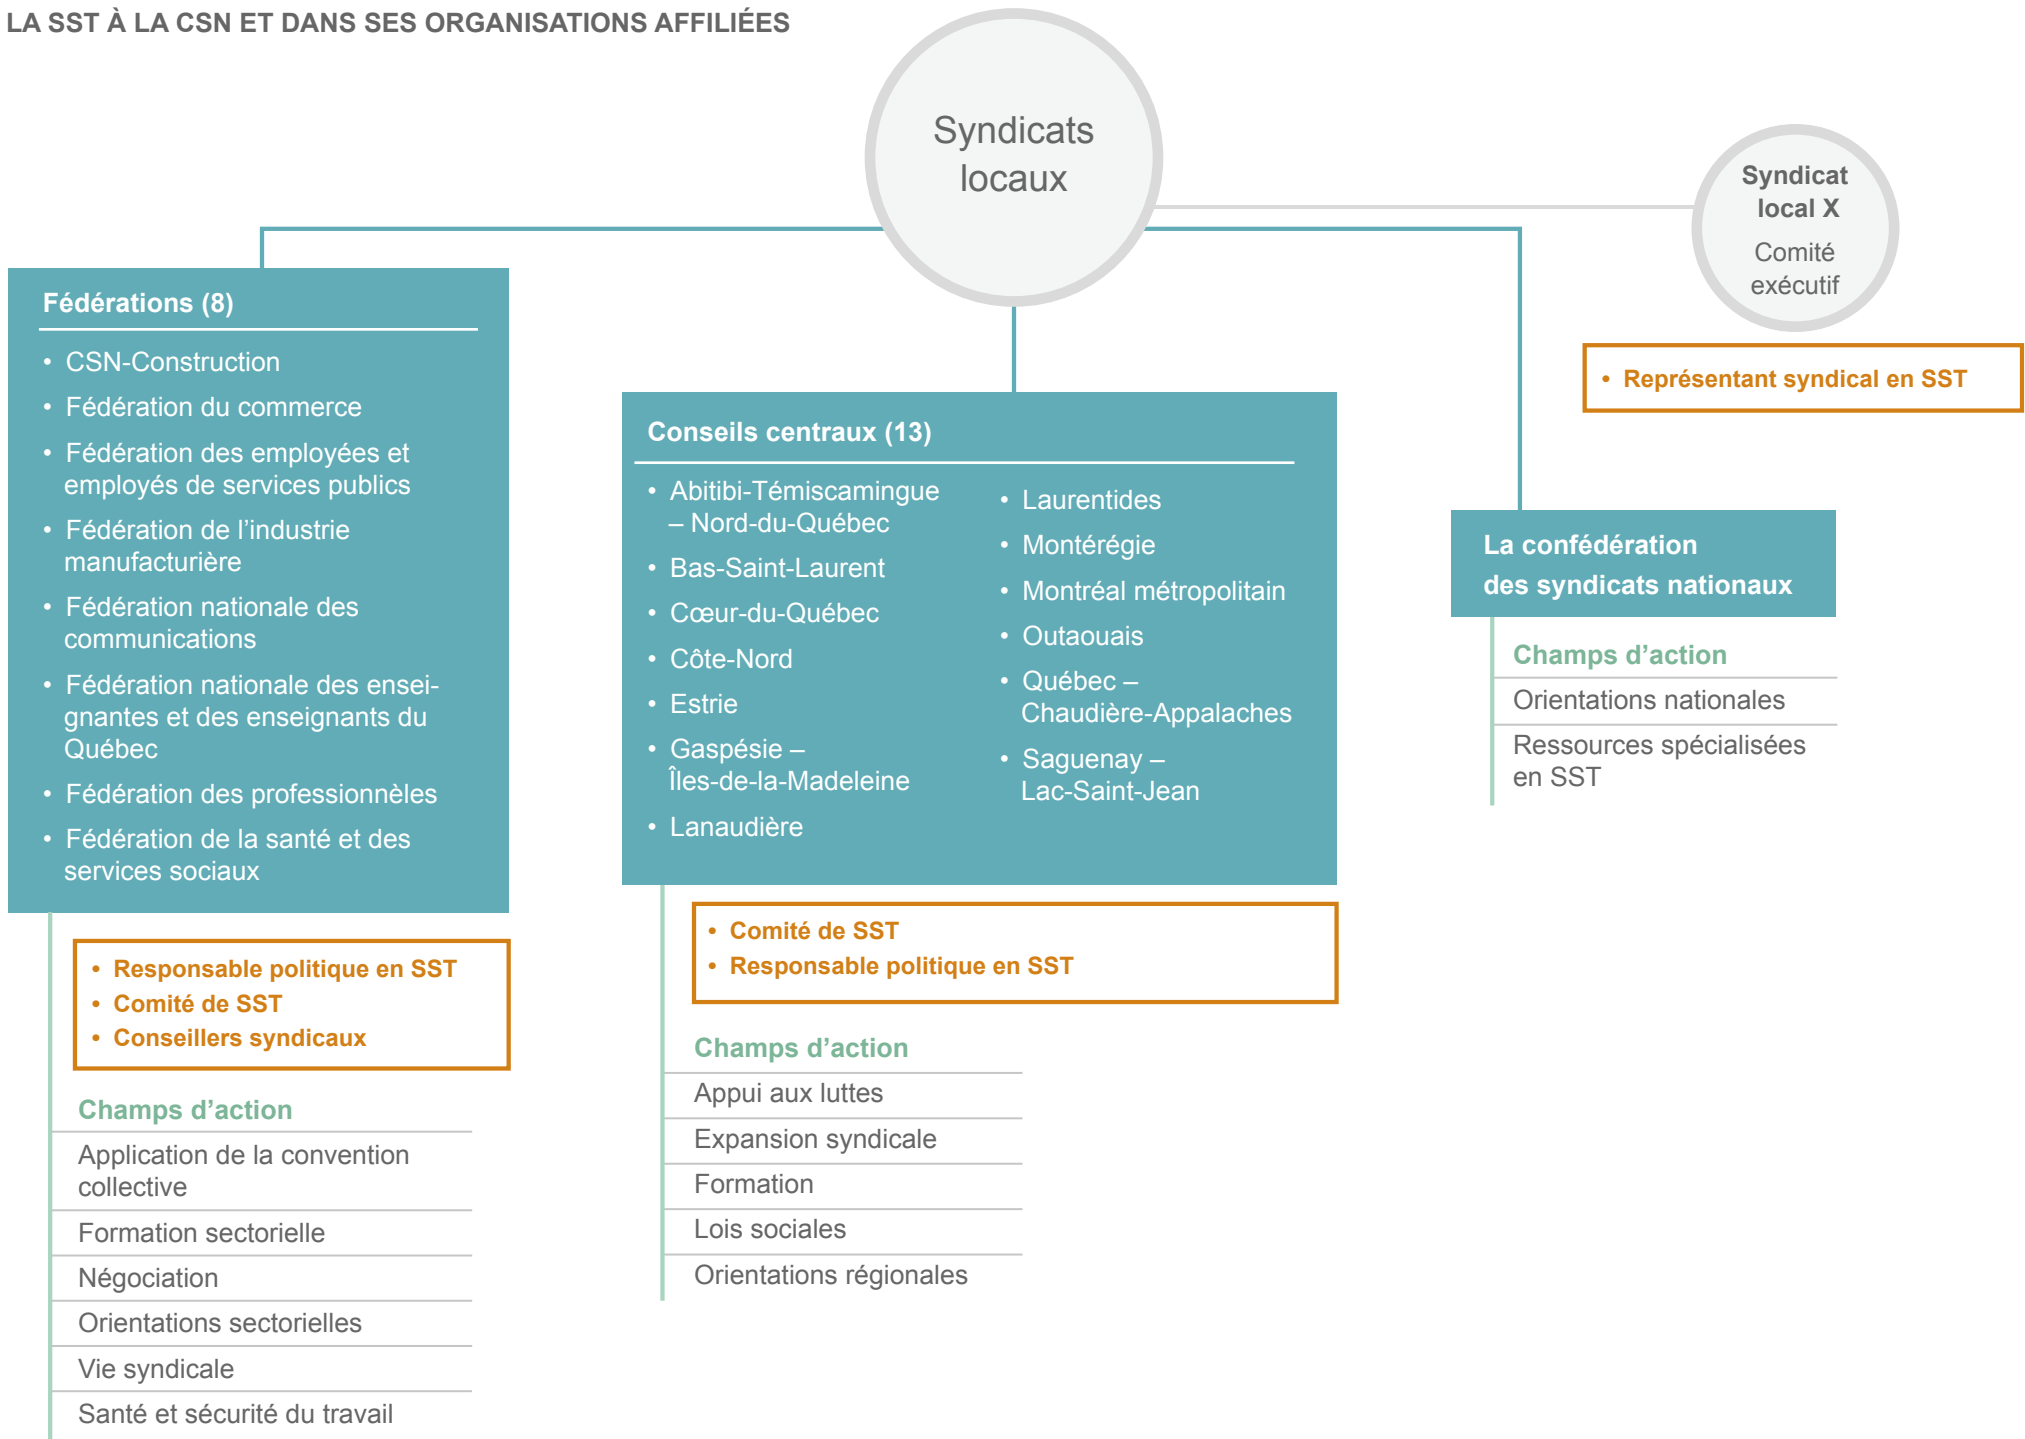 LA SST À LA CSN ET DANS SES ORGANISATIONS AFFILIÉES
Syndicats
locaux
Syndicat
local X
Comité
exécutif
• Représentant syndical en SST
Fédérations (8)
• CSN-Construction
• Fédération du commerce
• Fédération des employées et
employés de services publics
• Fédération de l’industrie
manufacturière
• Fédération nationale des
communications
• Fédération nationale des ensei-
gnantes et des enseignants du
Québec
• Fédération des professionnèles
• Fédération de la santé et des
services sociaux
• Responsable politique en SST
• Comité de SST
• Conseillers syndicaux
Champs d’action
Application de la convention
collective
Formation sectorielle
Négociation
Orientations sectorielles
Vie syndicale
Santé et sécurité du travail
Conseils centraux (13)
• Abitibi-Témiscamingue
– Nord-du-Québec
• Bas-Saint-Laurent
• Cœur-du-Québec
• Côte-Nord
• Estrie
• Gaspésie –
Îles-de-la-Madeleine
• Lanaudière
• Laurentides
• Montérégie
• Montréal métropolitain
• Outaouais
• Québec –
Chaudière-Appalaches
• Saguenay –
Lac-Saint-Jean
• Comité de SST
• Responsable politique en SST
Champs d’action
Appui aux luttes
Expansion syndicale
Formation
Lois sociales
Orientations régionales
La confédération
des syndicats nationaux
Champs d’action
Orientations nationales
Ressources spécialisées
en SST